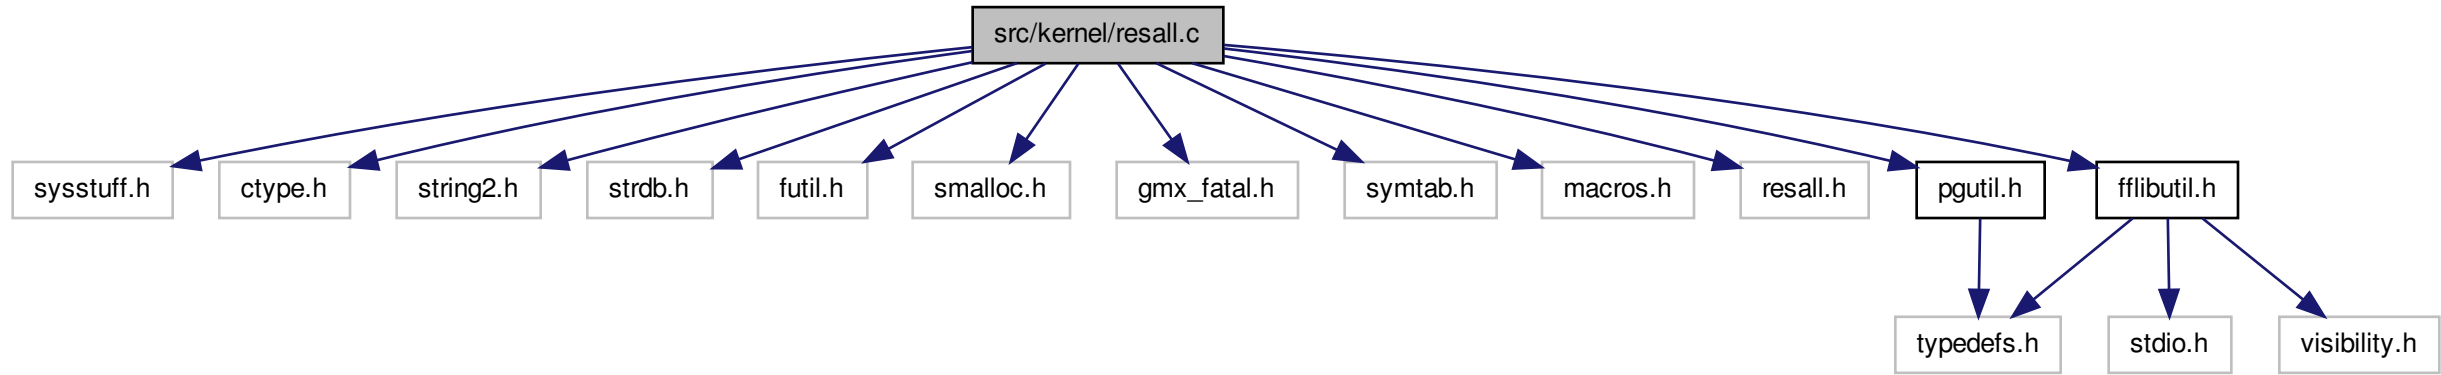 src/kernel/resall.c
sysstuff.h
ctype.h
string2.h
strdb.h
futil.h
smalloc.h
gmx_fatal.h
symtab.h
macros.h
resall.h
pgutil.h
fflibutil.h
typedefs.h
stdio.h
visibility.h